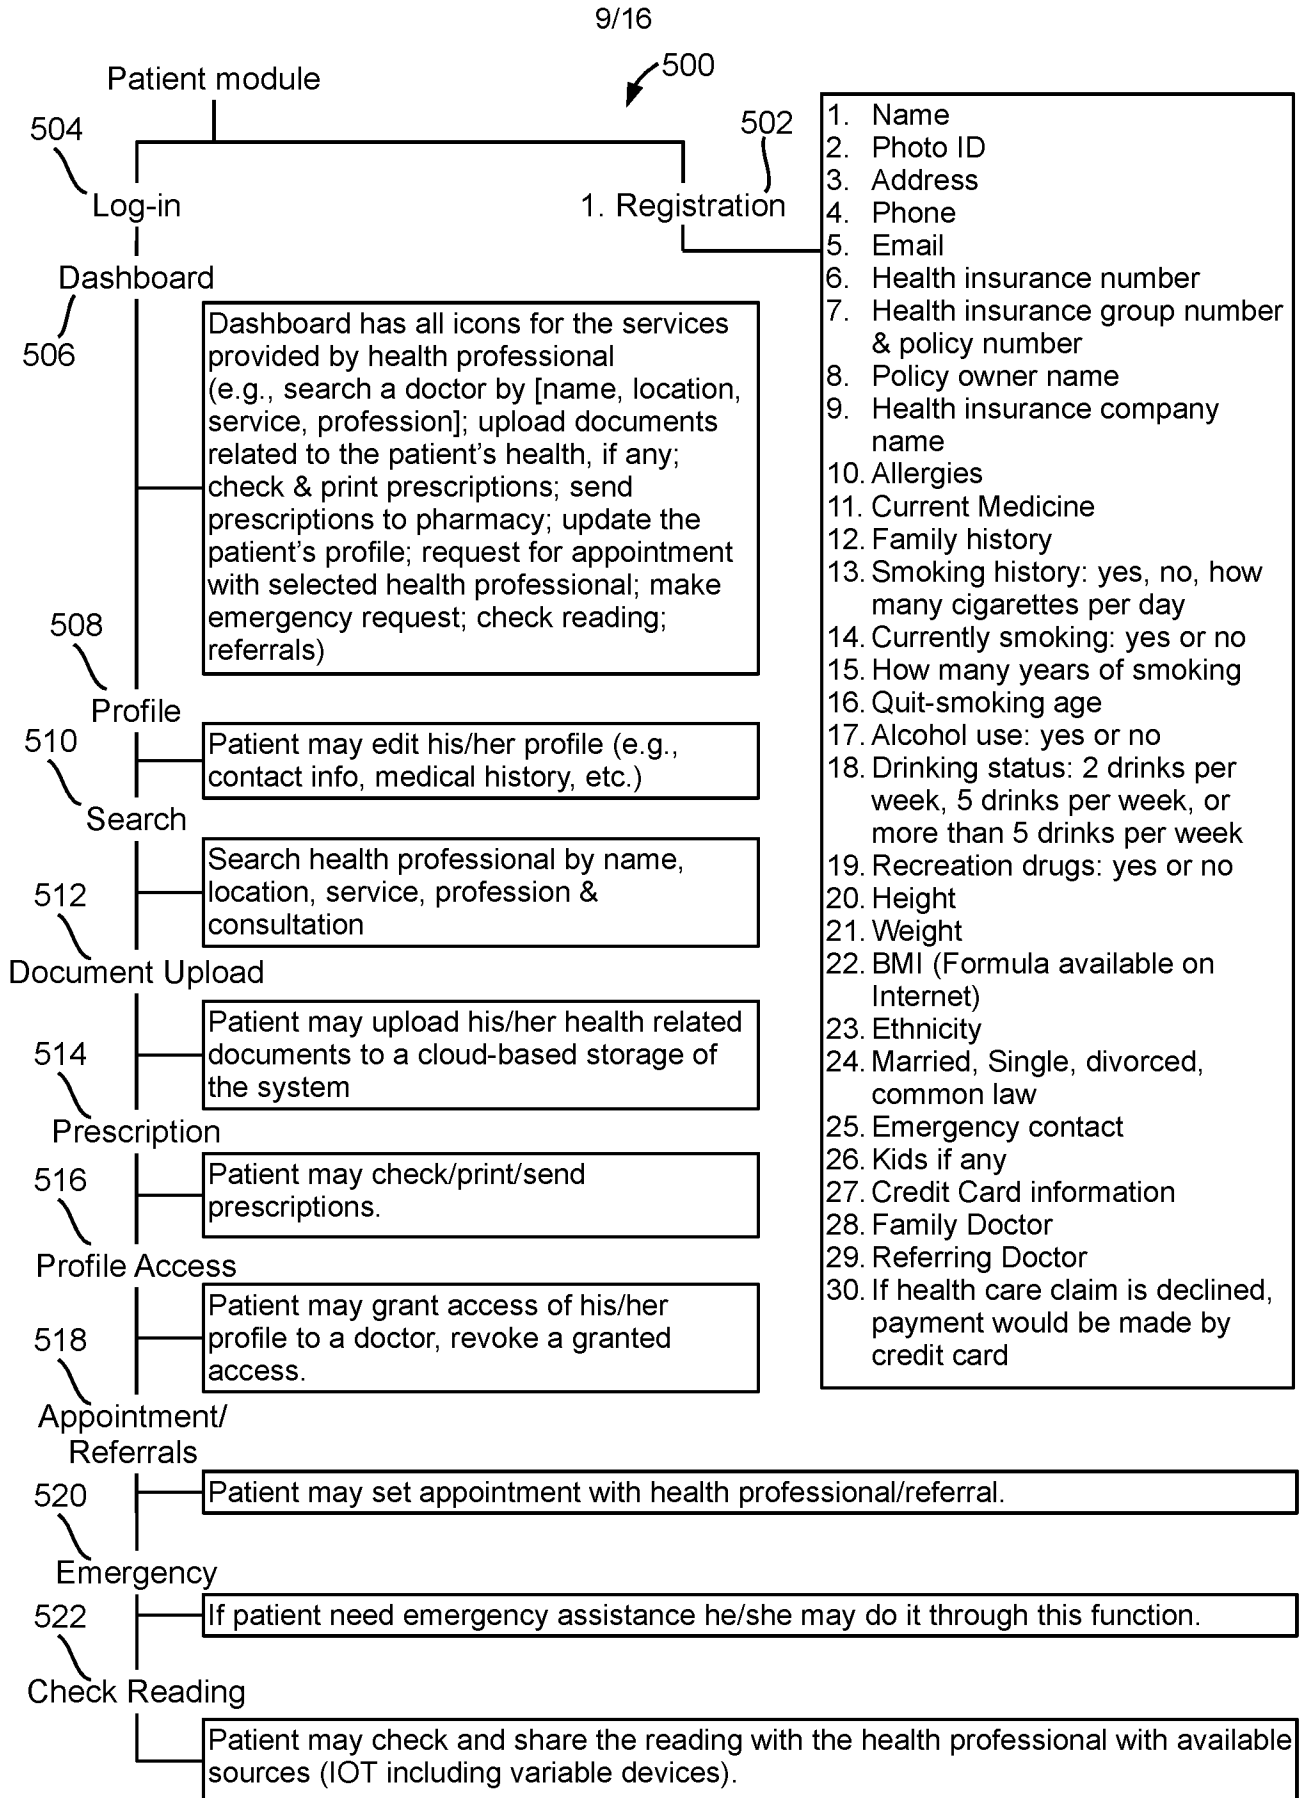 9/16
Patient module
500
504
502
Log-in
1. Registration
1. Name
2. Photo ID
3. Address
4. Phone
5. Email
6. Health insurance number
7. Health insurance group number
& policy number
8. Policy owner name
9. Health insurance company
name
10. Allergies
11. Current Medicine
12. Family history
13. Smoking history: yes, no, how
many cigarettes per day
14. Currently smoking: yes or no
15. How many years of smoking
16. Quit-smoking age
17. Alcohol use: yes or no
18. Drinking status: 2 drinks per
week, 5 drinks per week, or
more than 5 drinks per week
19. Recreation drugs: yes or no
20. Height
21. Weight
22. BMI (Formula available on
Internet)
23. Ethnicity
24. Married, Single, divorced,
common law
25. Emergency contact
26. Kids if any
27. Credit Card information
28. Family Doctor
29. Referring Doctor
30. If health care claim is declined,
payment would be made by
credit card
Dashboard
506
Dashboard has all icons for the services
provided by health professional
(e.g., search a doctor by [name, location,
service, profession]; upload documents
related to the patient's health, if any;
check & print prescriptions; send
prescriptions to pharmacy; update the
patient's profile; request for appointment
with selected health professional; make
emergency request; check reading;
referrals)
508
Profile
Patient may edit his/her profile (e.g.,
contact info, medical history, etc.)
510
Search
Search health professional by name,
location, service, profession &
consultation
512
Document Upload
Patient may upload his/her health related
documents to a cloud-based storage of
the system
514
Prescription
Patient may check/print/send
prescriptions.
516
Profile Access
Patient may grant access of his/her
profile to a doctor, revoke a granted
access.
518
Appointment/
Referrals
Patient may set appointment with health professional/referral.
520
Emergency
If patient need emergency assistance he/she may do it through this function.
522
Check Reading
Patient may check and share the reading with the health professional with available
sources (IOT including variable devices).